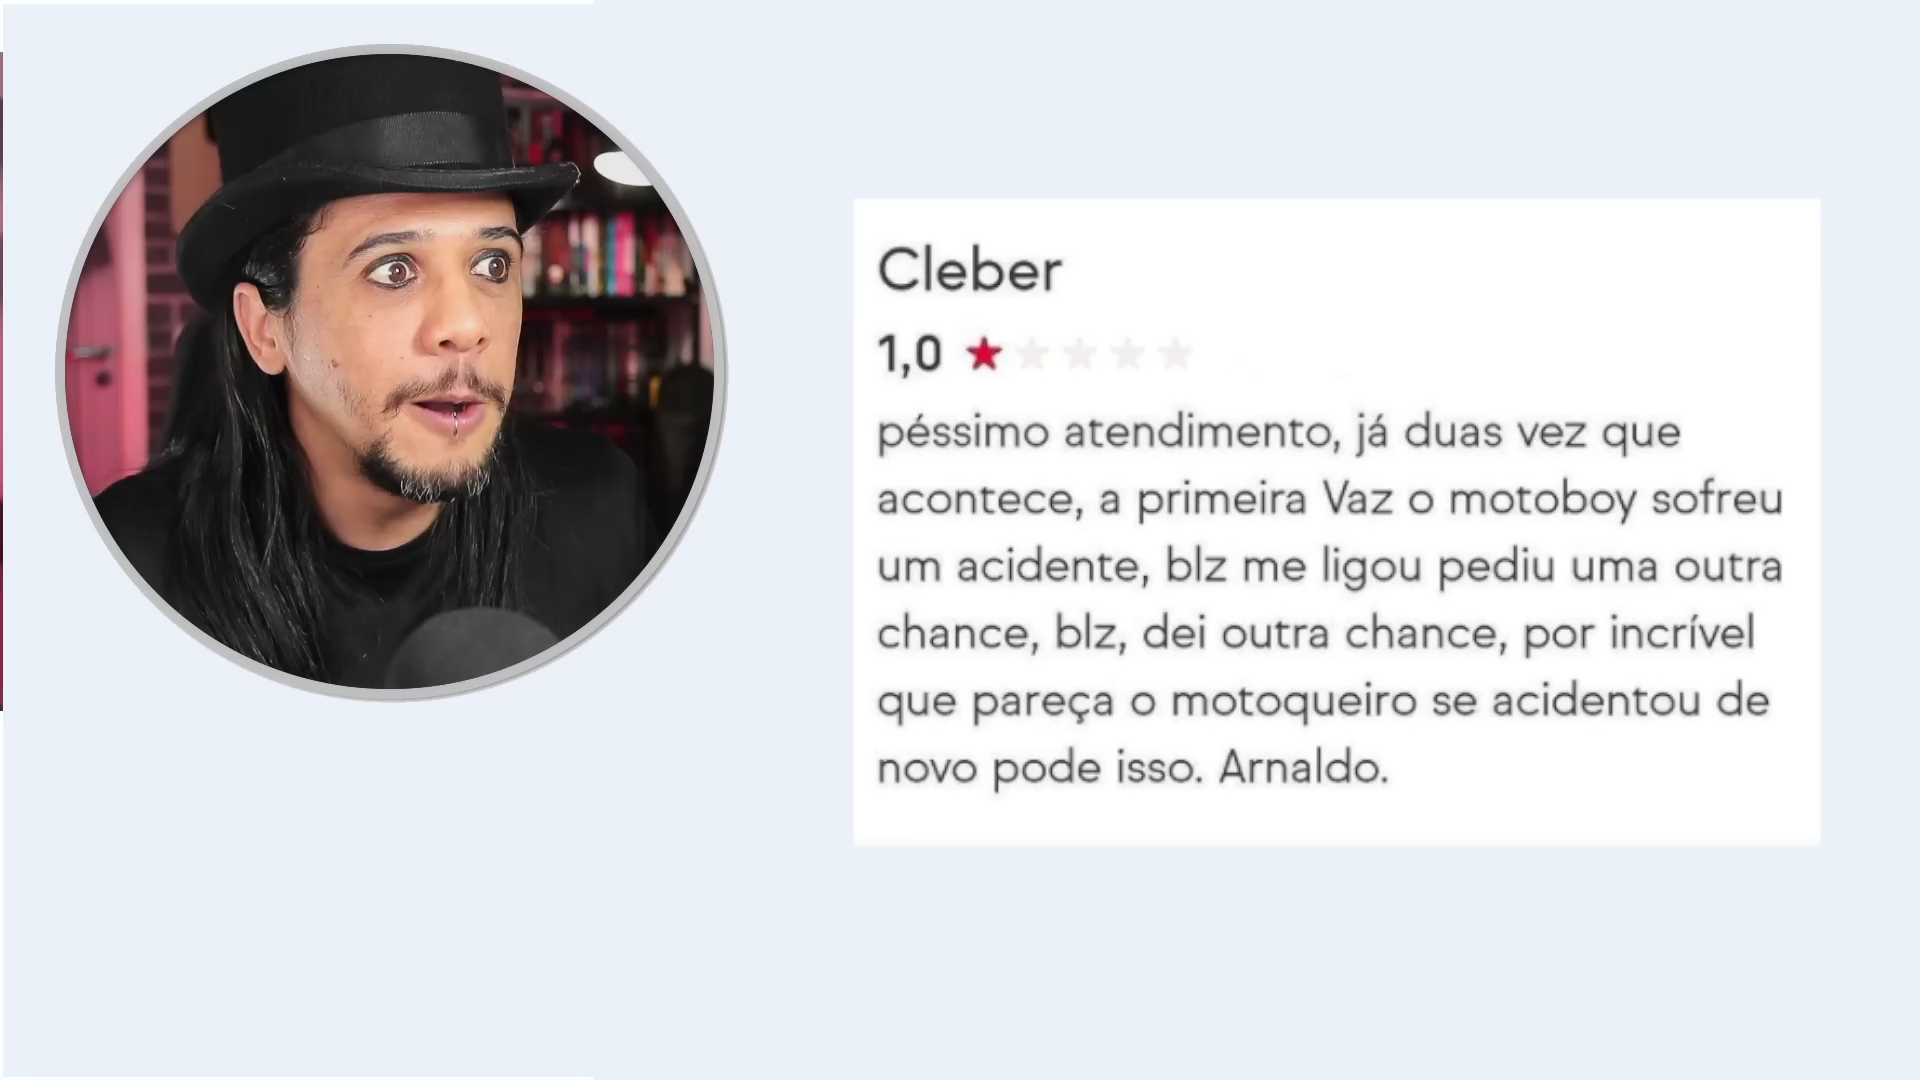 Cleber
1,0
péssimo atendimento, já duas vez que
acontece, a primeira Vaz o motoboy sofreu
um acidente, blz me ligou pediu uma outra
chance, blz, dei outra chance, por incrível
que pareça o motoqueiro se acidentou de
novo pode isso. Arnaldo.